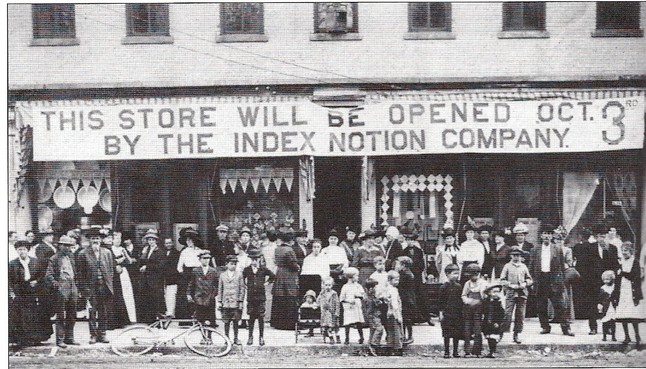 THIS STORE WILL BE OPENED OCT. 3RD
BY THE INDEX NOTION COMPANY.